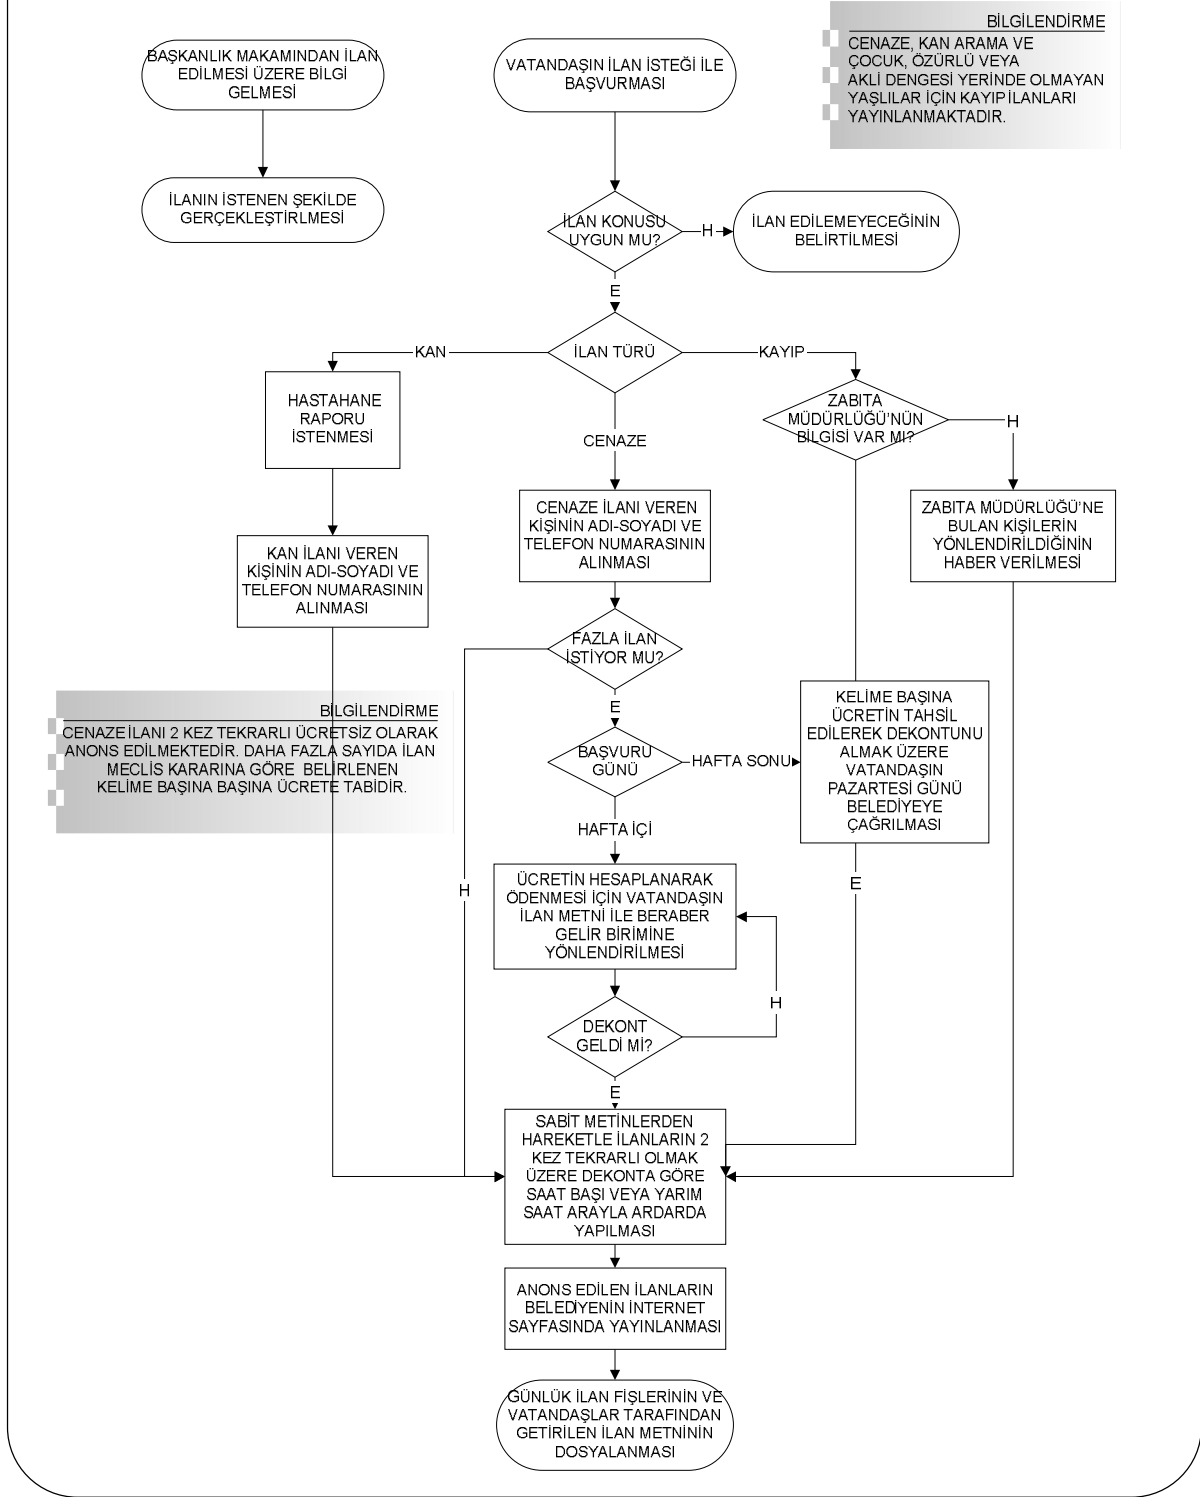 BİLGİLENDİRME
CENAZE, KAN ARAMA VE
ÇOCUK, ÖZÜRLÜ VEYA
AKLİ DENGESİ YERİNDE OLMAYAN
YAŞLILAR İÇİN KAYIP İLANLARI
YAYINLANMAKTADIR.
BAŞKANLIK MAKAMINDAN İLAN
EDİLMESİ ÜZERE BİLGİ
GELMESİ
VATANDAŞIN İLAN İSTEĞİ İLE
BAŞVURMASI
İLANIN İSTENEN ŞEKİLDE
GERÇEKLEŞTİRLMESİ
İLAN KONUSU
UYGUN MU?
H
İLAN EDİLEMEYECEĞİNİN
BELİRTİLMESİ
E
KAN
İLAN TÜRÜ
KAYIP
HASTAHANE
RAPORU
İSTENMESİ
ZABITA
MÜDÜRLÜĞÜ'NÜN
BİLGİSİ VAR MI?
H
CENAZE
CENAZE İLANI VEREN
KİŞİNİN ADI-SOYADI VE
TELEFON NUMARASININ
ALINMASI
ZABITA MÜDÜRLÜĞÜ'NE
BULAN KİŞİLERİN
YÖNLENDİRİLDİĞİNİN
HABER VERİLMESİ
KAN İLANI VEREN
KİŞİNİN ADI-SOYADI VE
TELEFON NUMARASININ
ALINMASI
FAZLA İLAN
İSTİYOR MU?
E
BİLGİLENDİRME
CENAZE İLANI 2 KEZ TEKRARLI ÜCRETSİZ OLARAK
ANONS EDİLMEKTEDİR. DAHA FAZLA SAYIDA İLAN
MECLİS KARARINA GÖRE BELİRLENEN
KELİME BAŞINA BAŞINA ÜCRETE TABİDİR.
BAŞVURU
GÜNÜ
HAFTA SONU
KELİME BAŞINA
ÜCRETİN TAHSİL
EDİLEREK DEKONTUNU
ALMAK ÜZERE
VATANDAŞIN
PAZARTESİ GÜNÜ
BELEDİYEYE
ÇAĞRILMASI
HAFTA İÇİ
H
E
ÜCRETİN HESAPLANARAK
ÖDENMESİ İÇİN VATANDAŞIN
İLAN METNİ İLE BERABER
GELİR BİRİMİNE
YÖNLENDİRİLMESİ
H
DEKONT
GELDİ Mİ?
E
SABİT METİNLERDEN
HAREKETLE İLANLARIN 2
KEZ TEKRARLI OLMAK
ÜZERE DEKONTA GÖRE
SAAT BAŞI VEYA YARIM
SAAT ARAYLA ARDARDA
YAPILMASI
ANONS EDİLEN İLANLARIN
BELEDİYENİN İNTERNET
SAYFASINDA YAYINLANMASI
GÜNLÜK İLAN FİŞLERİNİN VE
VATANDAŞLAR TARAFINDAN
GETİRİLEN İLAN METNİNİN
DOSYALANMASI